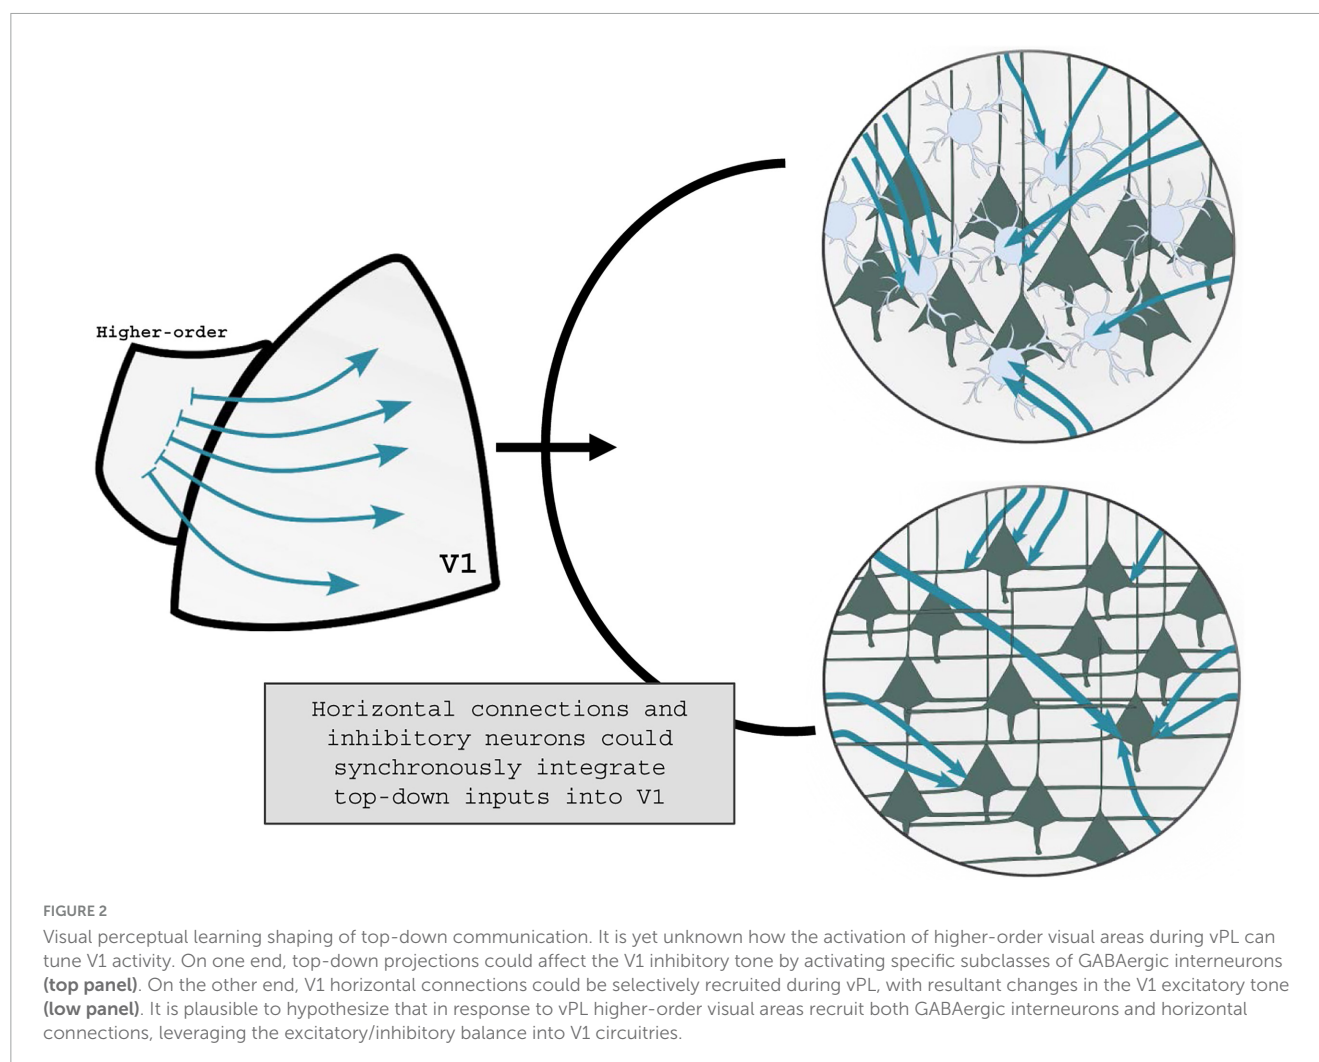 Higher-order
V1
Horizontal connections and
inhibitory neurons could
synchronously integrate
top-down inputs into V1
FIGURE 2
Visual perceptual learning shaping of top-down communication. It is yet unknown how the activation of higher-order visual areas during vPL can
tune V1 activity. On one end, top-down projections could affect the V1 inhibitory tone by activating specific subclasses of GABAergic interneurons
(top panel). On the other end, V1 horizontal connections could be selectively recruited during vPL, with resultant changes in the V1 excitatory tone
(low panel). It is plausible to hypothesize that in response to vPL higher-order visual areas recruit both GABAergic interneurons and horizontal
connections, leveraging the excitatory/inhibitory balance into V1 circuitries.